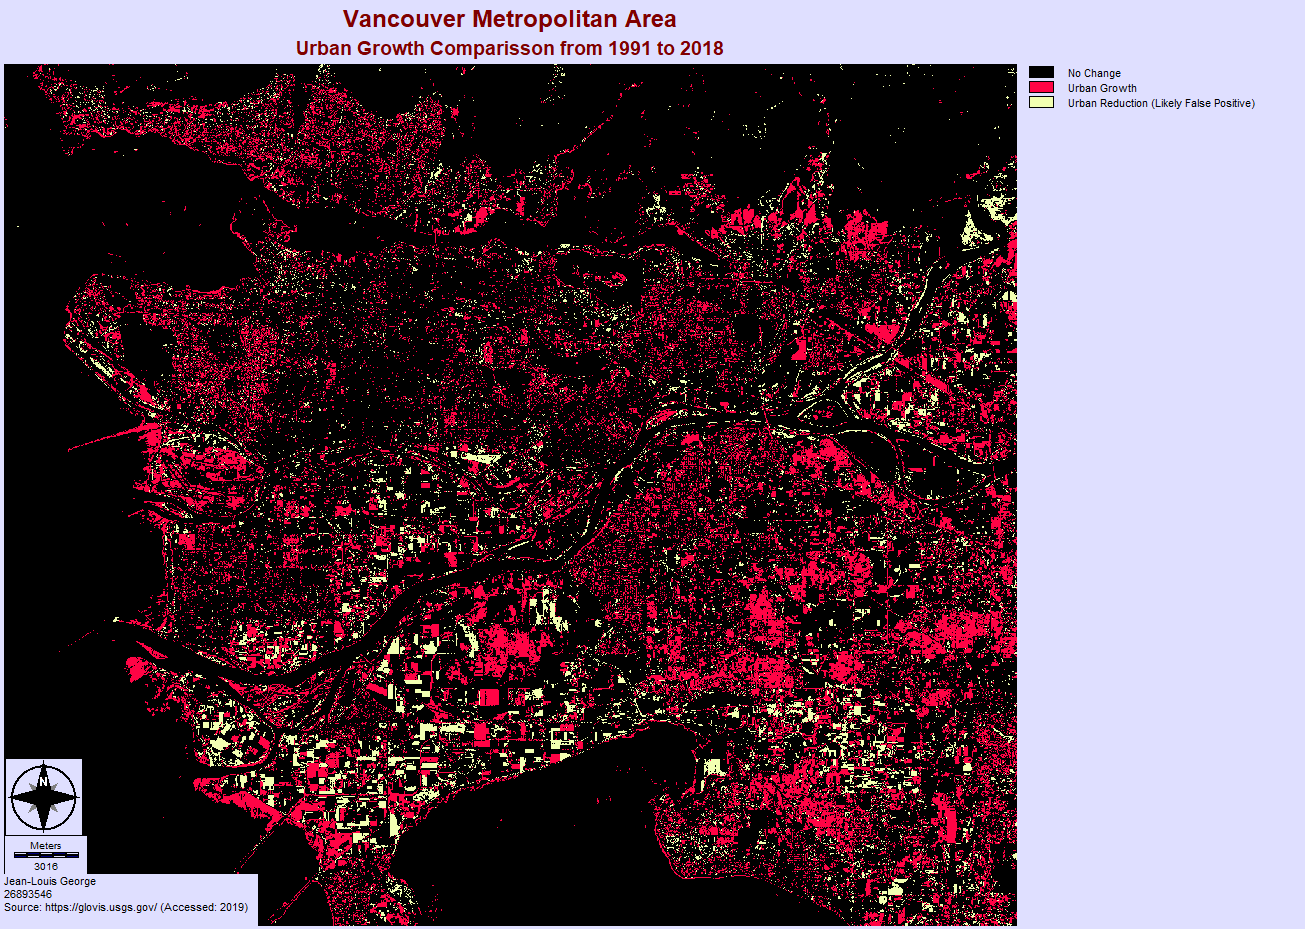 Vancouver Metropolitan Area
Urban Growth Comparisson from 1991 to 2018
No Change
Urban Growth
Urban Reduction (Likely False Positive)
N
Meters
3016
Jean-Louis George
26893546
Source: https://glovis.usgs.gov/ (Accessed: 2019)